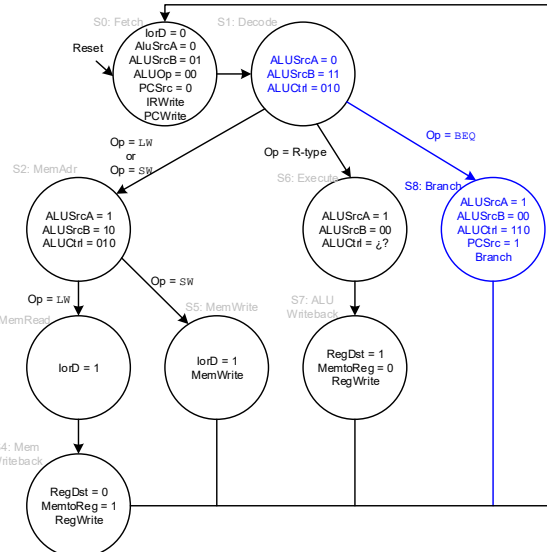 S0: Fetch
S1: Decode
Reset
IorD = 0
AluSrcA = 0
ALUSrcB = 01
ALUOp = 00
PCSrc = 0
IRWrite
PCWrite
ALUSrcA = 0
ALUSrcB = 11
ALUCtrl = 010
Op = LW
or
Op = SW
Op = R-type
Op = BEQ
S2: MemAdr
S6: Execute
S8: Branch
ALUSrcA = 1
ALUSrcB = 10
ALUCtrl = 010
ALUSrcA = 1
ALUSrcB = 00
ALUCtrl = ¿?
ALUSrcA = 1
ALUSrcB = 00
ALUCtrl = 110
PCSrc = 1
Branch
Op = LW
Op = SW
MemRead
S5: MemWrite
S7: ALU
Writeback
IorD = 1
IorD = 1
MemWrite
RegDst = 1
MemtoReg = 0
RegWrite
4: Mem
Writeback
RegDst = 0
MemtoReg = 1
RegWrite